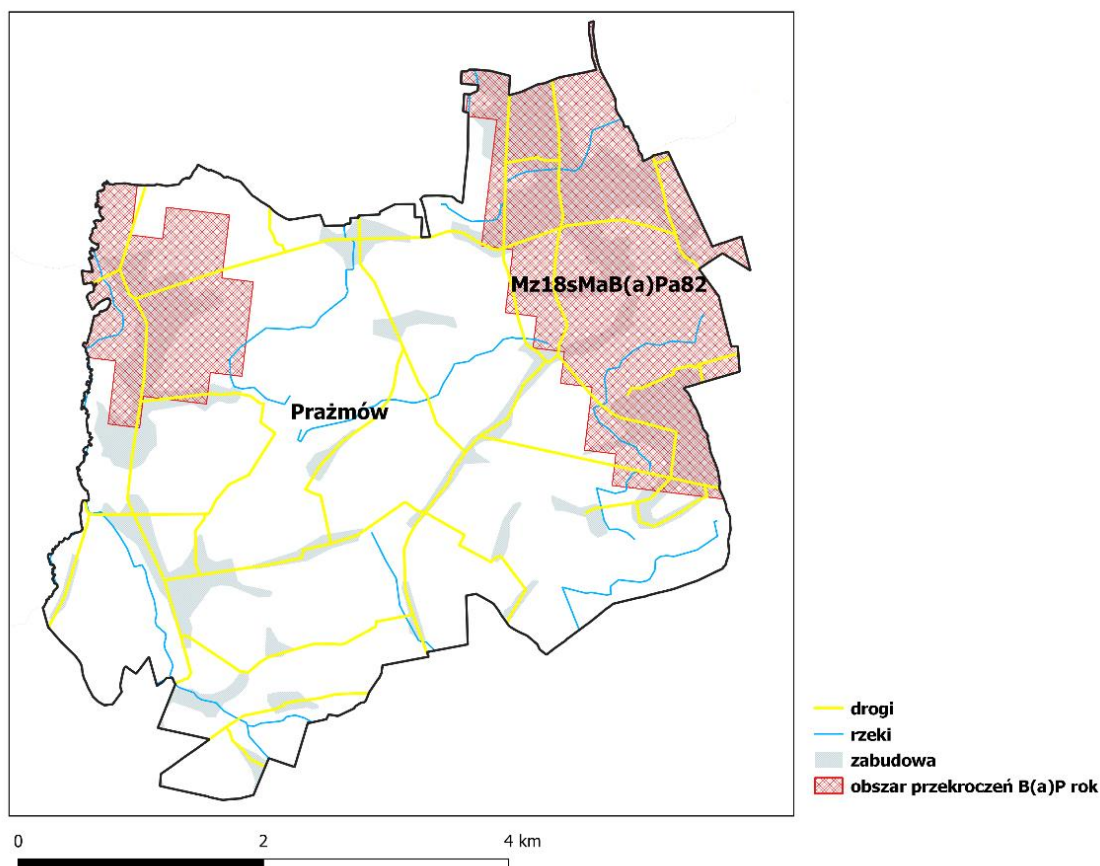 Mz18sMaB(a)Pa82
Prażmów
drogi
rzeki
zabudowa
obszar przekroczeń B(a)P rok
0 2 4 km